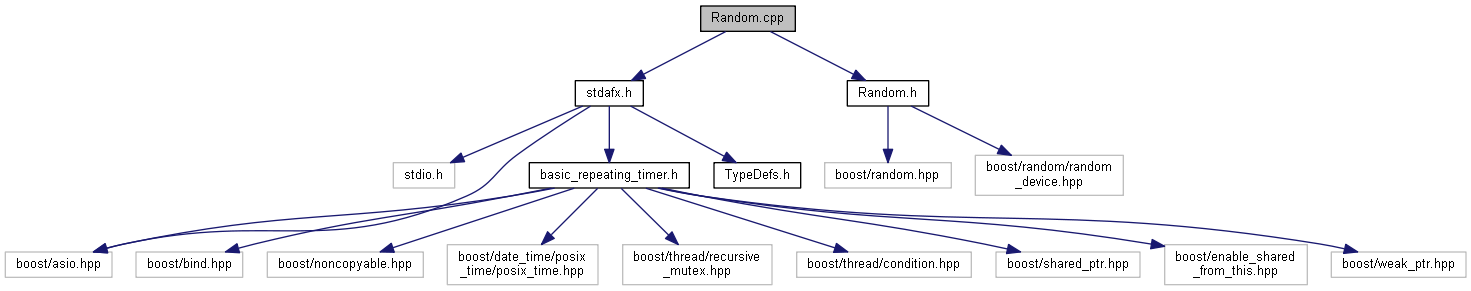 Random.cpp
stdafx.h
Random.h
stdio.h
basic_repeating_timer.h
TypeDefs.h
boost/random.hpp
boost/random/random
_device.hpp
boost/asio.hpp
boost/bind.hpp
boost/noncopyable.hpp
boost/date_time/posix
_time/posix_time.hpp
boost/thread/recursive
_mutex.hpp
boost/thread/condition.hpp
boost/shared_ptr.hpp
boost/enable_shared
_from_this.hpp
boost/weak_ptr.hpp